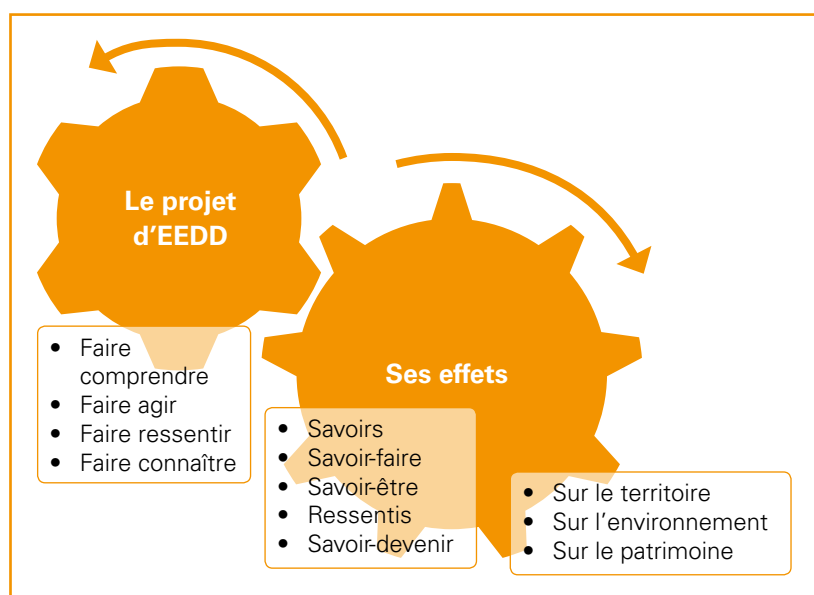 Le projet
d'EEDD
• Faire
comprendre
• Faire agir
• Faire ressentir
• Faire connaître
Ses effets
• Savoirs
• Savoir-faire
• Savoir-être
• Ressentis
• Savoir-devenir
• Sur le territoire
• Sur l'environnement
• Sur le patrimoine